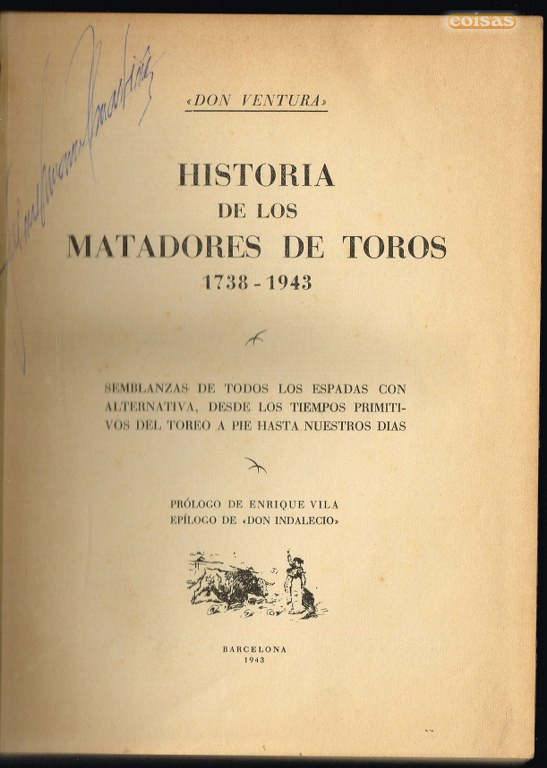 coisas
«DON VENTURA»
HISTORIA
DE LOS
MATADORES DE TOROS
1738 - 1943
SEMBLANZAS DE TODOS LOS ESPADAS CON
ALTERNATIVA, DESDE LOS TIEMPOS PRIMITI-
VOS DEL TOREO A PIE HASTA NUESTROS DIAS
PRÓLOGO DE ENRIQUE VILA
EPÍLOGO DE «DON INDALECIO»
BARCELONA
1943